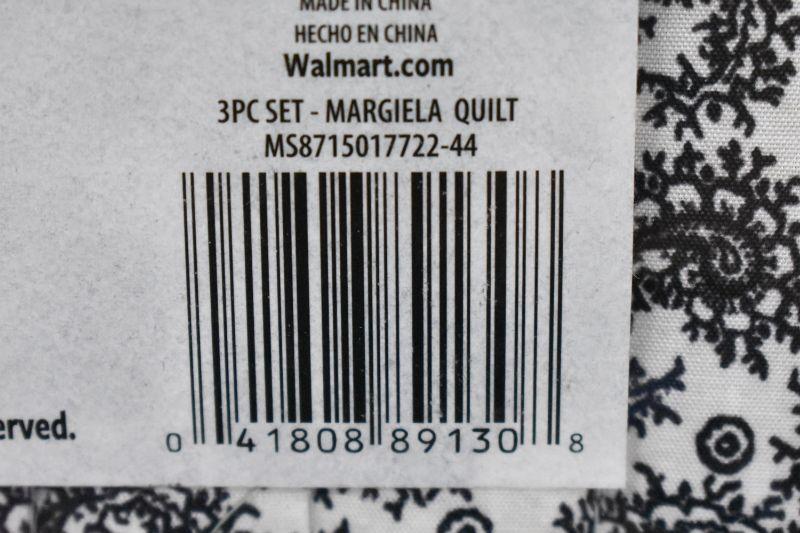 MADE IN CHINA
HECHO EN CHINA
Walmart.com
3PC SET - MARGIELA QUILT
MS8715017722-44
0 41808 89130 8
erved.